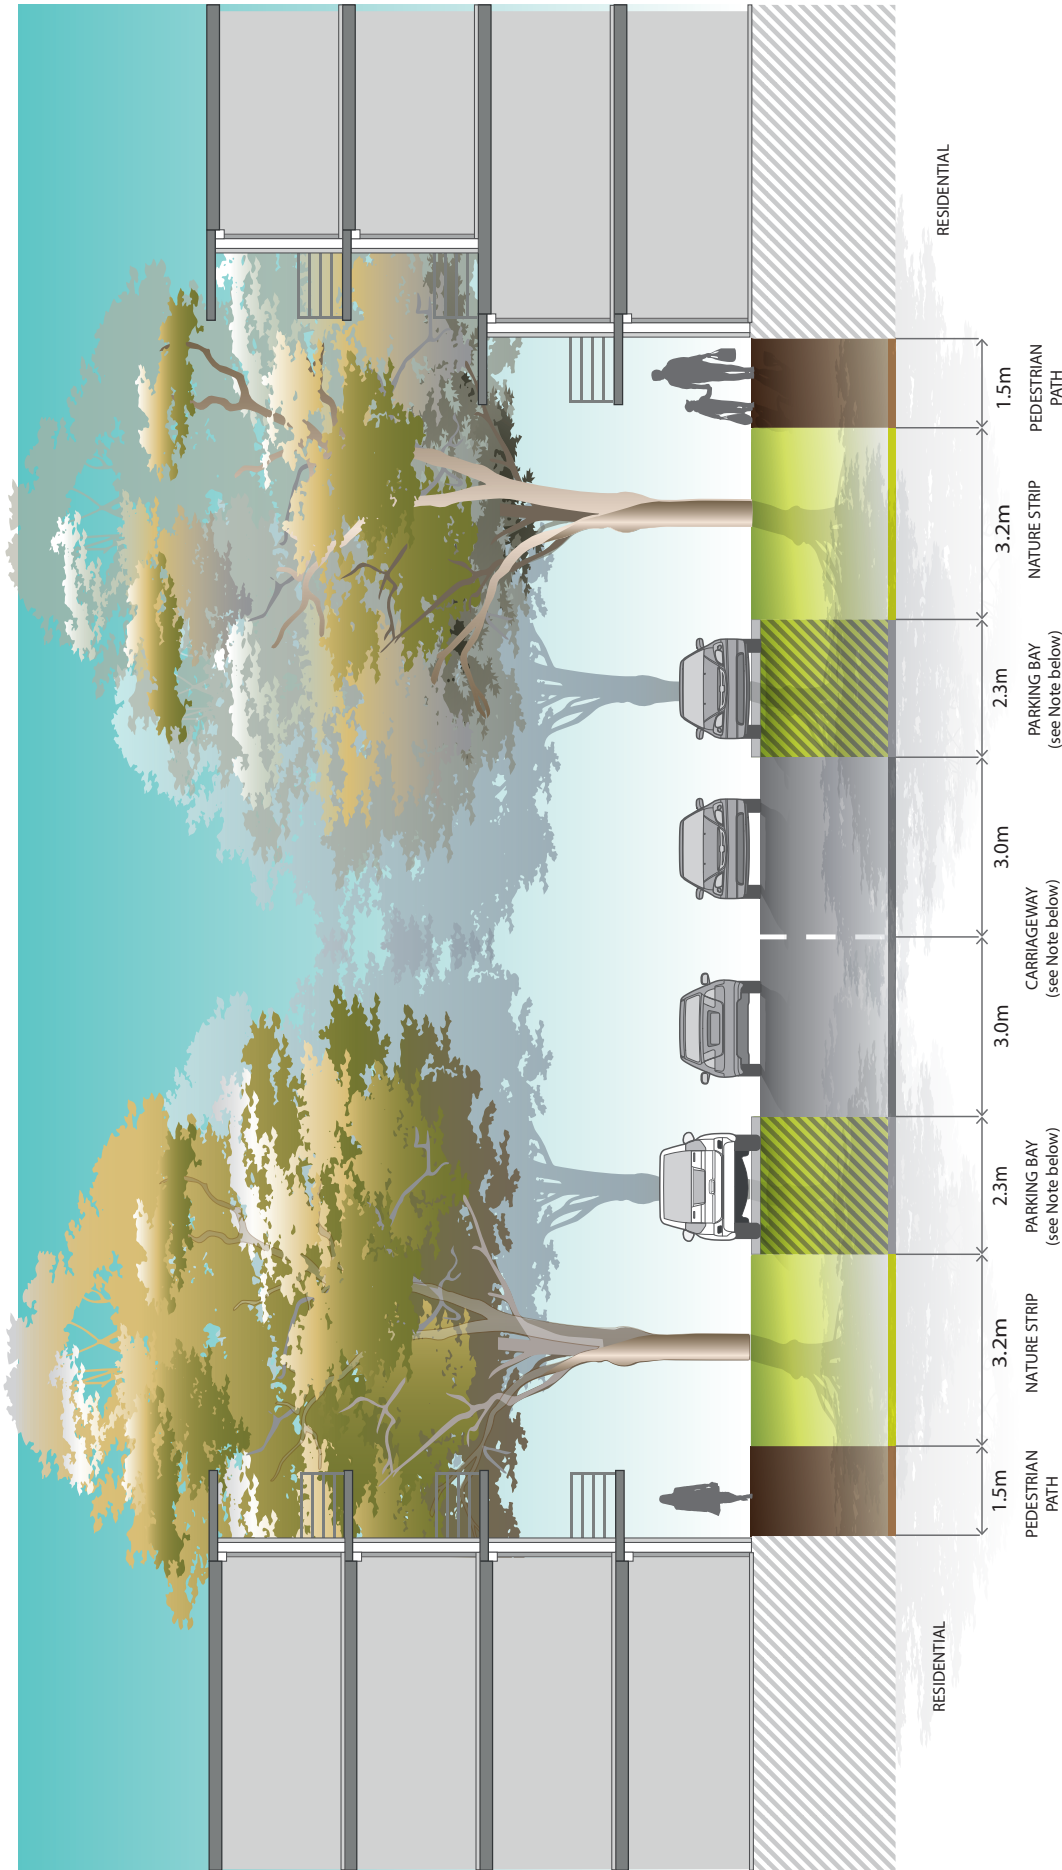 RESIDENTIAL
RESIDENTIAL
1.5m
3.2m
2.3m
3.0m
3.0m
2.3m
3.2m
1.5m
PEDESTRIAN
PATH
NATURE STRIP
PARKING BAY
(see Note below)
CARRIAGEWAY
(see Note below)
PARKING BAY
(see Note below)
NATURE STRIP
PEDESTRIAN
PATH